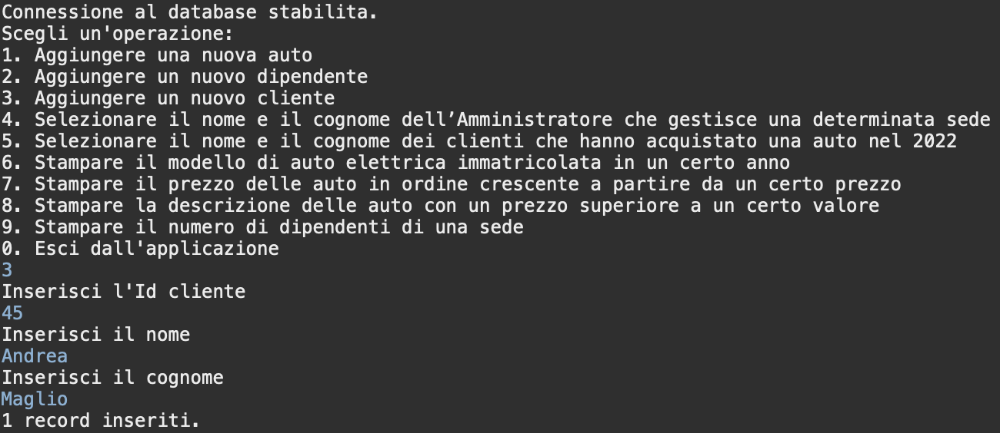 Connessione al database stabilita.
Scegli un'operazione:
1. Aggiungere una nuova auto
2. Aggiungere un nuovo dipendente
3. Aggiungere un nuovo cliente
4. Selezionare il nome e il cognome dell’Amministratore che gestisce una determinata sede
5. Selezionare il nome e il cognome dei clienti che hanno acquistato una auto nel 2022
6. Stampare il modello di auto elettrica immatricolata in un certo anno
7. Stampare il prezzo delle auto in ordine crescente a partire da un certo prezzo
8. Stampare la descrizione delle auto con un prezzo superiore a un certo valore
9. Stampare il numero di dipendenti di una sede
0. Esci dall'applicazione
3
Inserisci l'Id cliente
45
Inserisci il nome
Andrea
Inserisci il cognome
Maglio
1 record inseriti.